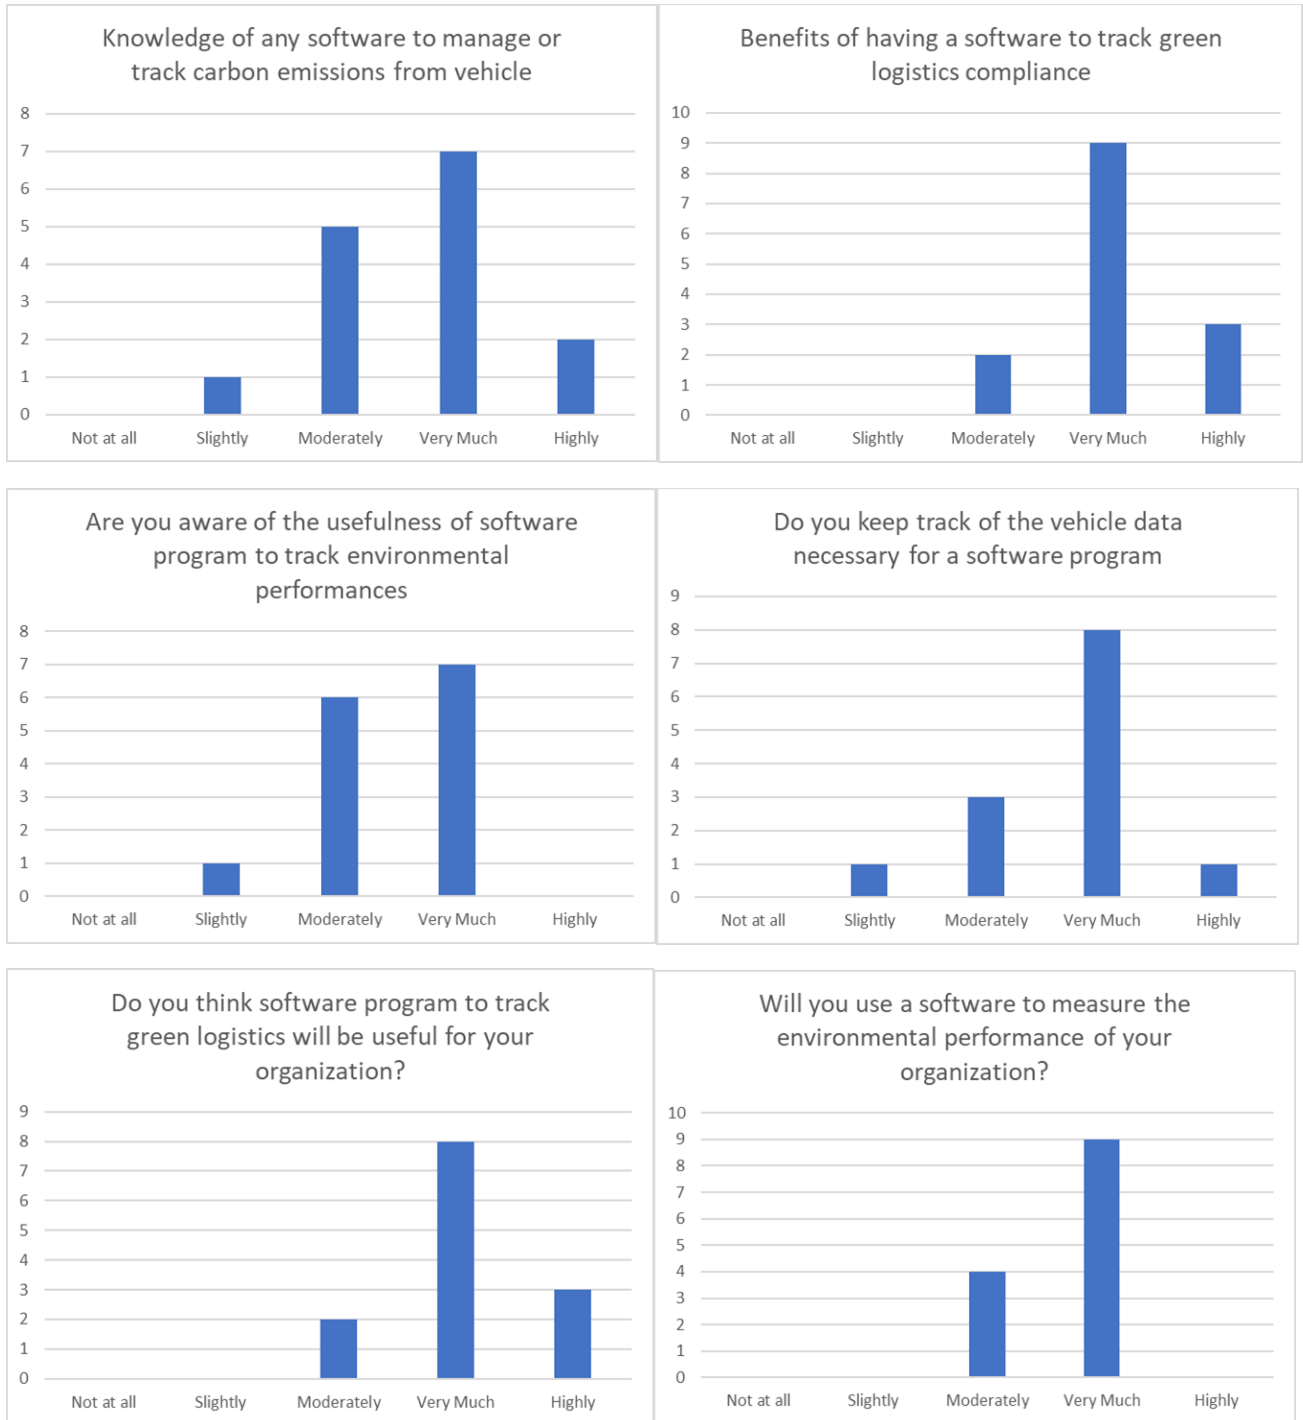 Knowledge of any software to manage or
track carbon emissions from vehicle
8
7
6
5
4
3
2
1
0
Not at all Slightly Moderately Very Much Highly
Benefits of having a software to track green
logistics compliance
10
9
8
7
6
5
4
3
2
1
0
Not at all Slightly Moderately Very Much Highly
Are you aware of the usefulness of software
program to track environmental
performances
8
7
6
5
4
3
2
1
0
Not at all Slightly Moderately Very Much Highly
Do you keep track of the vehicle data
necessary for a software program
9
8
7
6
5
4
3
2
1
0
Not at all Slightly Moderately Very Much Highly
Do you think software program to track
green logistics will be useful for your
organization?
9
8
7
6
5
4
3
2
1
0
Not at all Slightly Moderately Very Much Highly
Will you use a software to measure the
environmental performance of your
organization?
10
9
8
7
6
5
4
3
2
1
0
Not at all Slightly Moderately Very Much Highly